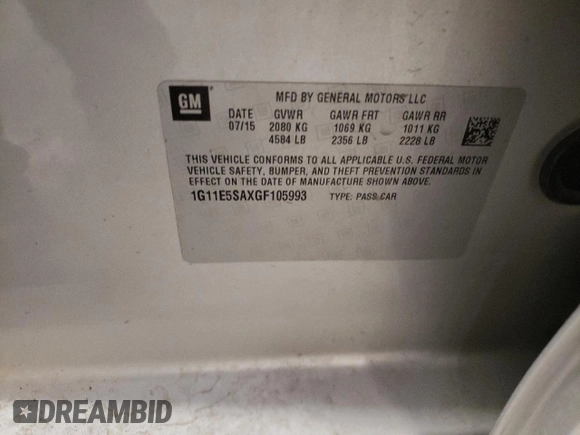 GM
MFD BY GENERAL MOTORS LLC
DATE GVWR GAWR FRT GAWR RR
07/15 2080 KG 1069 KG 1011 KG
4584 LB 2356 LB 2228 LB
THIS VEHICLE CONFORMS TO ALL APPLICABLE U.S. FEDERAL MOTOR
VEHICLE SAFETY, BUMPER, AND THEFT PREVENTION STANDARDS IN
EFFECT ON THE DATE OF MANUFACTURE SHOWN ABOVE.
1G11E5SAXGF105993 TYPE: PASS CAR
DREAMBID